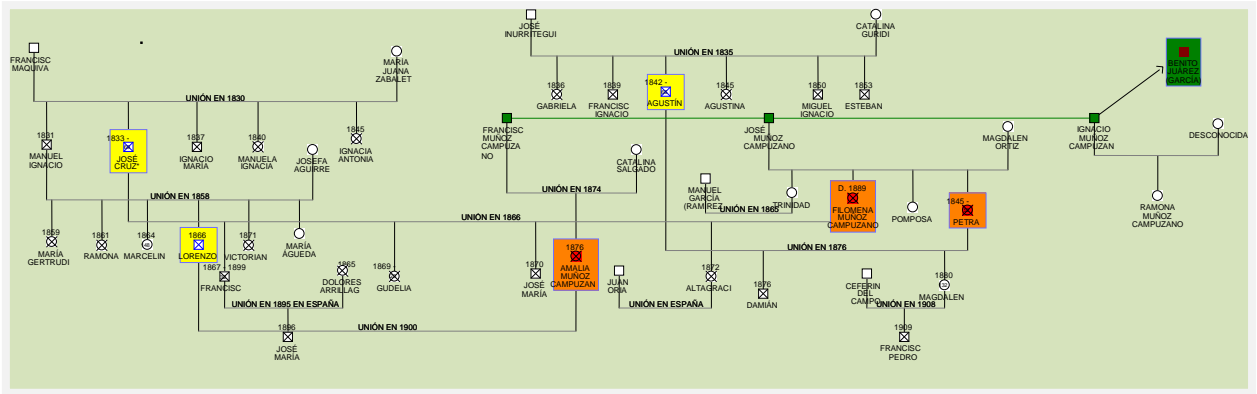 JOSÉ
INURRITEGUI
CATALINA
GURIDI
UNIÓN EN 1835
FRANCISC
MAQUIVA
MARÍA
JUANA
ZABALET
UNIÓN EN 1830
1836
GABRIELA
1839
FRANCISC
IGNACIO
1842 -
AGUSTÍN
1845
AGUSTINA
1850
MIGUEL
IGNACIO
1853
ESTEBAN
BENITO
JUÁREZ
(GARCÍA)
1831
MANUEL
IGNACIO
1833 -
JOSÉ
CRUZ*
1837
IGNACIO
MARÍA
1840
MANUELA
IGNACIA
1845
IGNACIA
ANTONIA
JOSEFA
AGUIRRE
FRANCISC
MUÑOZ
CAMPUZA
NO
CATALINA
SALGADO
JOSÉ
MUÑOZ
CAMPUZANO
MAGDALEN
ORTIZ
IGNACIO
MUÑOZ
CAMPUZAN
DESCONOCIDA
UNIÓN EN 1858
UNIÓN EN 1874
MANUEL
GARCÍA
(RAMÍREZ
TRINIDAD
UNIÓN EN 1865
D. 1889
FILOMENA
MUÑOZ
CAMPUZANO
POMPOSA
1845 -
PETRA
RAMONA
MUÑOZ
CAMPUZANO
UNIÓN EN 1866
1859
MARÍA
GERTRUDI
1861
RAMONA
1864
MARCELIN
1866
LORENZO
1871
VICTORIAN
MARÍA
ÁGUEDA
UNIÓN EN 1876
1867
1899
FRANCISC
1865
DOLORES
ARRILLAG
1869
GUDELIA
1870
JOSÉ
MARÍA
1876
AMALIA
MUÑOZ
CAMPUZAN
JUAN
ORIA
1872
ALTAGRACI
1876
DAMIÁN
CEFERIN
DEL
CAMPO
1880
32
MAGDALEN
UNIÓN EN 1895 EN ESPAÑA
UNIÓN EN ESPAÑA
UNIÓN EN 1908
UNIÓN EN 1900
1896
JOSÉ
MARÍA
1909
FRANCISC
PEDRO